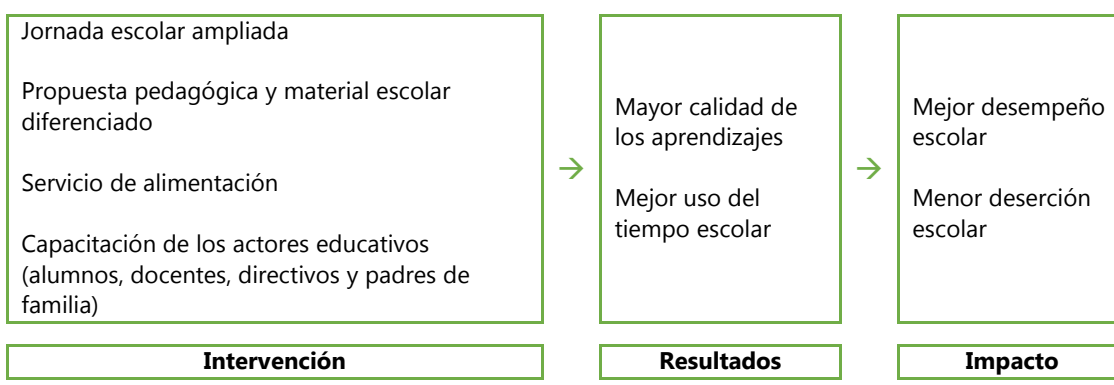 Jornada escolar ampliada
Propuesta pedagógica y material escolar
diferenciado
Servicio de alimentación
Capacitación de los actores educativos
(alumnos, docentes, directivos y padres de
familia)
→
Mayor calidad de
los aprendizajes
Mejor uso del
tiempo escolar
→
Mejor desempeño
escolar
Menor deserción
escolar
Intervención
Resultados
Impacto